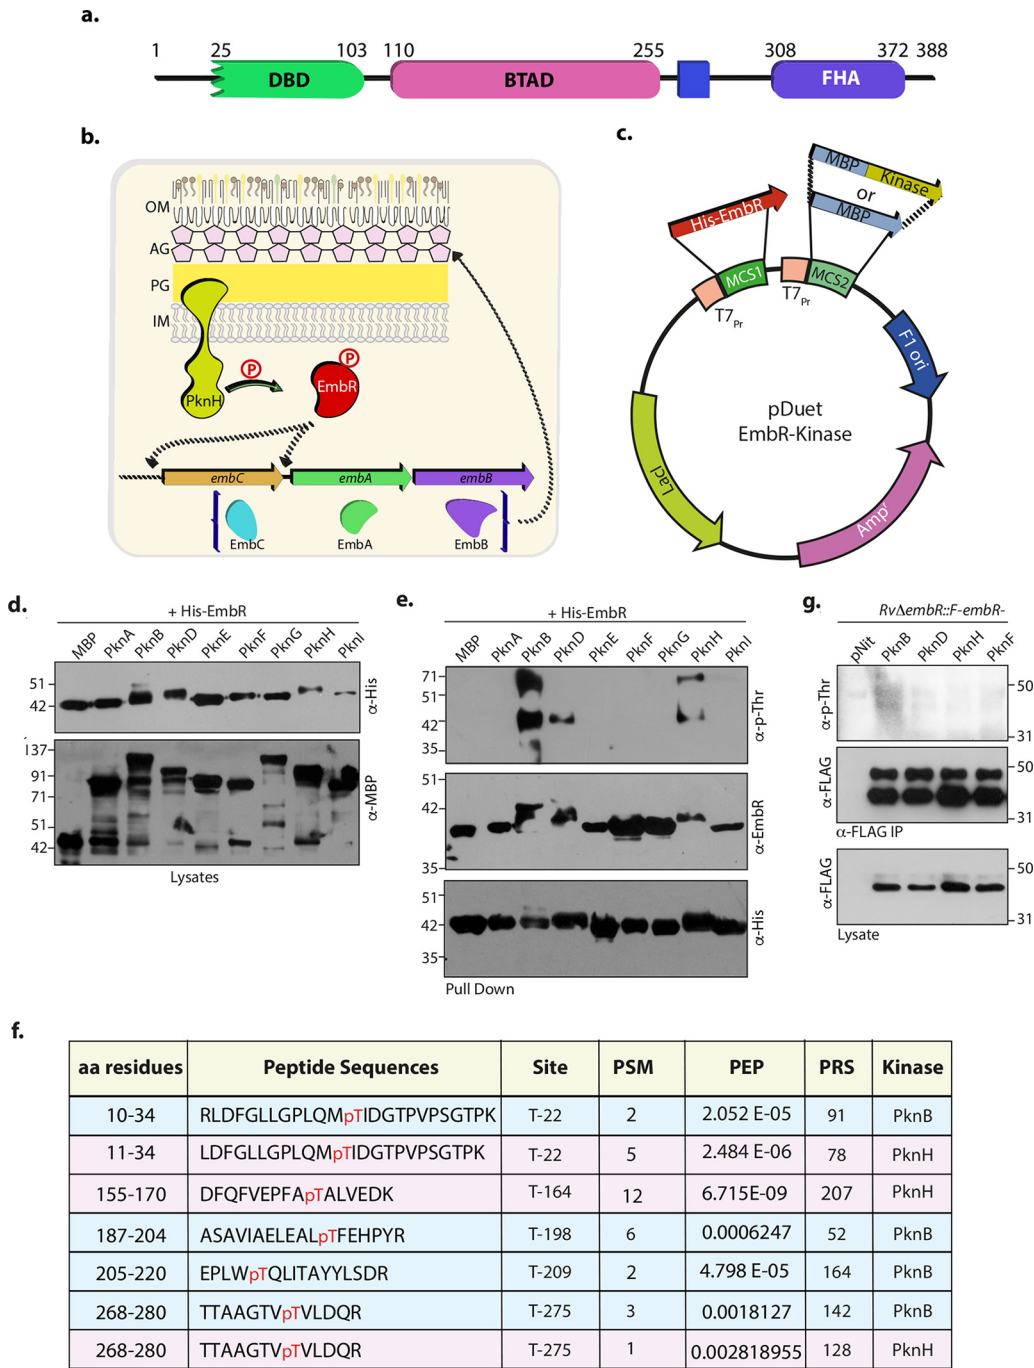 a.
1 25 103 110 255 308 372 388
DBD BTAD FHA
b.
OM
AG
PG
IM
P
P
PknH
EmbR
embC embA embB
EmbC EmbA EmbB
c.
MBP Kinase
or
MBP
His-EmbR
MCS1 MCS2
T7Pr T7Pr
F1 ori
pDuet
EmbR-Kinase
LacI
Ampr
d.
+ His-EmbR
MBP PknA PknB PknD PknE PknF PknG PknH PknI
51
42
α-His
137
91
71
51
42
α-MBP
Lysates
e.
+ His-EmbR
MBP PknA PknB PknD PknE PknF PknG PknH PknI
71
51
42
35
α-p-Thr
51
42
35
α-EmbR
51
42
35
α-His
Pull Down
g.
RvΔembR::F-embR-
pNit PknB PknD PknH PknF
α-p-Thr
50
31
α-FLAG
50
31
α-FLAG IP
α-FLAG
50
31
Lysate
f.
aa residues Peptide Sequences Site PSM PEP PRS Kinase
10-34 RLDFGLLGPLQMpTIDGTPVPSGTPK T-22 2 2.052 E-05 91 PknB
11-34 LDFGLLGPLQMpTIDGTPVPSGTPK T-22 5 2.484 E-06 78 PknH
155-170 DFQFVEPFApTALVEDK T-164 12 6.715E-09 207 PknH
187-204 ASAVIAELEALpTFEHPYR T-198 6 0.0006247 52 PknB
205-220 EPLWpTQLITAYYLSDR T-209 2 4.798 E-05 164 PknB
268-280 TTAAGTVpTVLDQR T-275 3 0.0018127 142 PknB
268-280 TTAAGTVpTVLDQR T-275 1 0.002818955 128 PknH